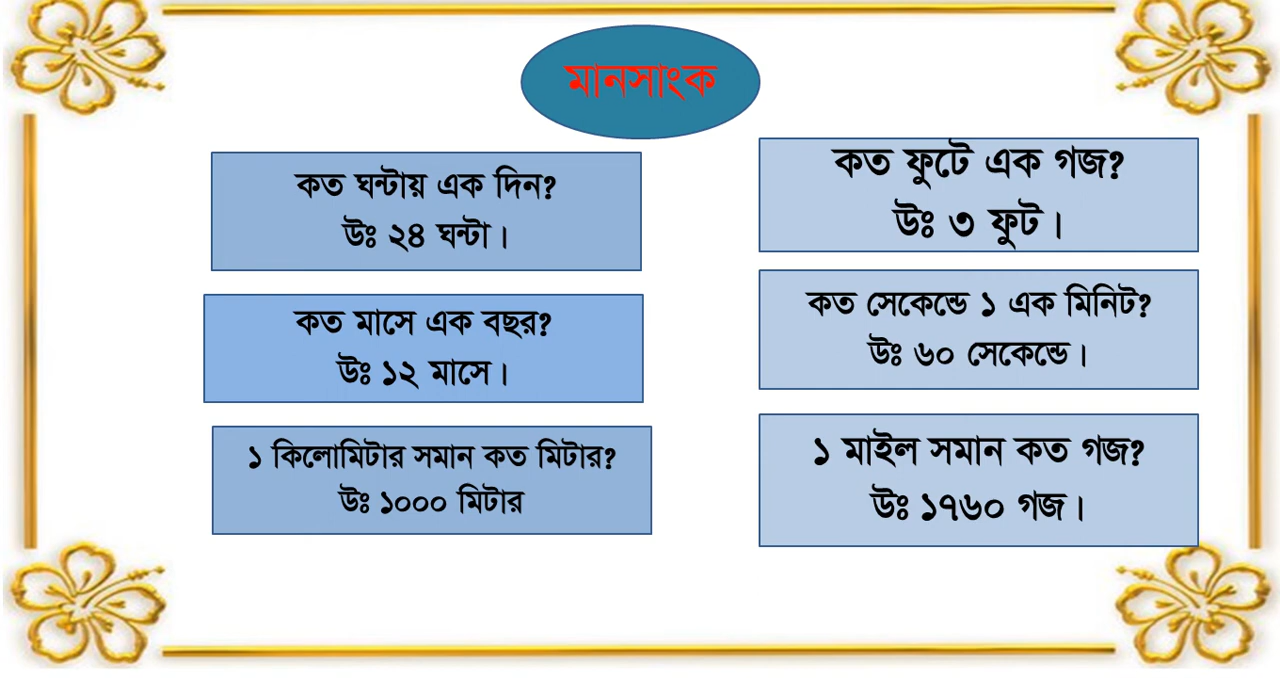 মানসাংক
কত ঘন্টায় এক দিন?
উঃ ২৪ ঘন্টা।
কত মাসে এক বছর?
উঃ ১২ মাসে।
১ কিলোমিটার সমান কত মিটার?
উঃ ১০০০ মিটার
কত ফুটে এক গজ?
উঃ ৩ ফুট।
কত সেকেন্ডে ১ এক মিনিট?
উঃ ৬০ সেকেন্ডে।
১ মাইল সমান কত গজ?
উঃ ১৭৬০ গজ।